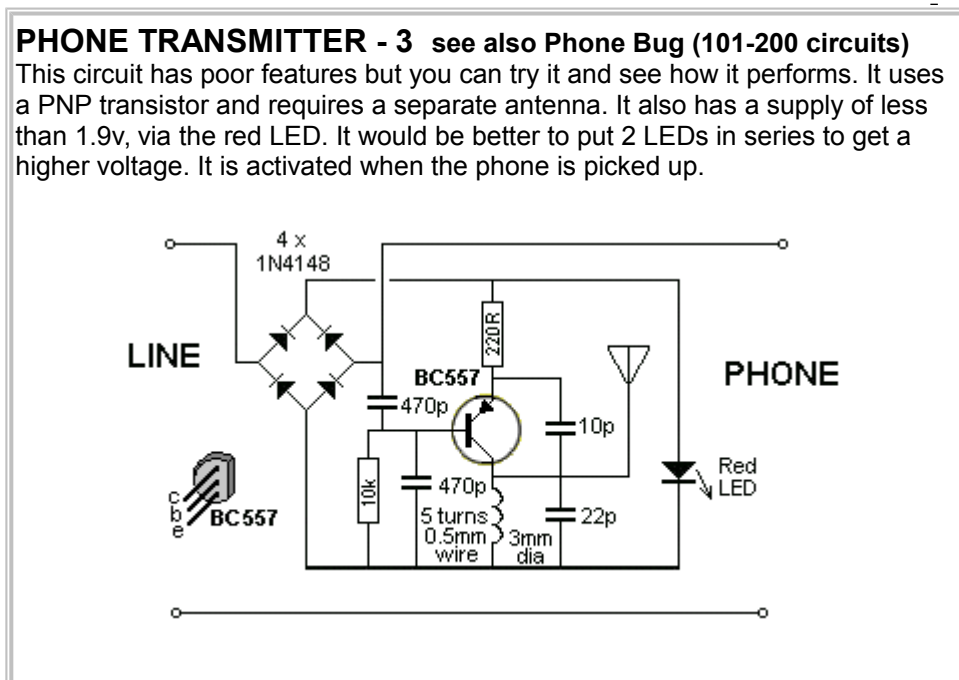 PHONE TRANSMITTER - 3 see also Phone Bug (101-200 circuits)
This circuit has poor features but you can try it and see how it performs. It uses
a PNP transistor and requires a separate antenna. It also has a supply of less
than 1.9v, via the red LED. It would be better to put 2 LEDs in series to get a
higher voltage. It is activated when the phone is picked up.
4 x
1N4148
LINE
220R
BC557
470p
PHONE
10p
10k
470p
Red
LED
c
b
e
BC557
5 turns
0.5mm
wire
3mm
dia
22p